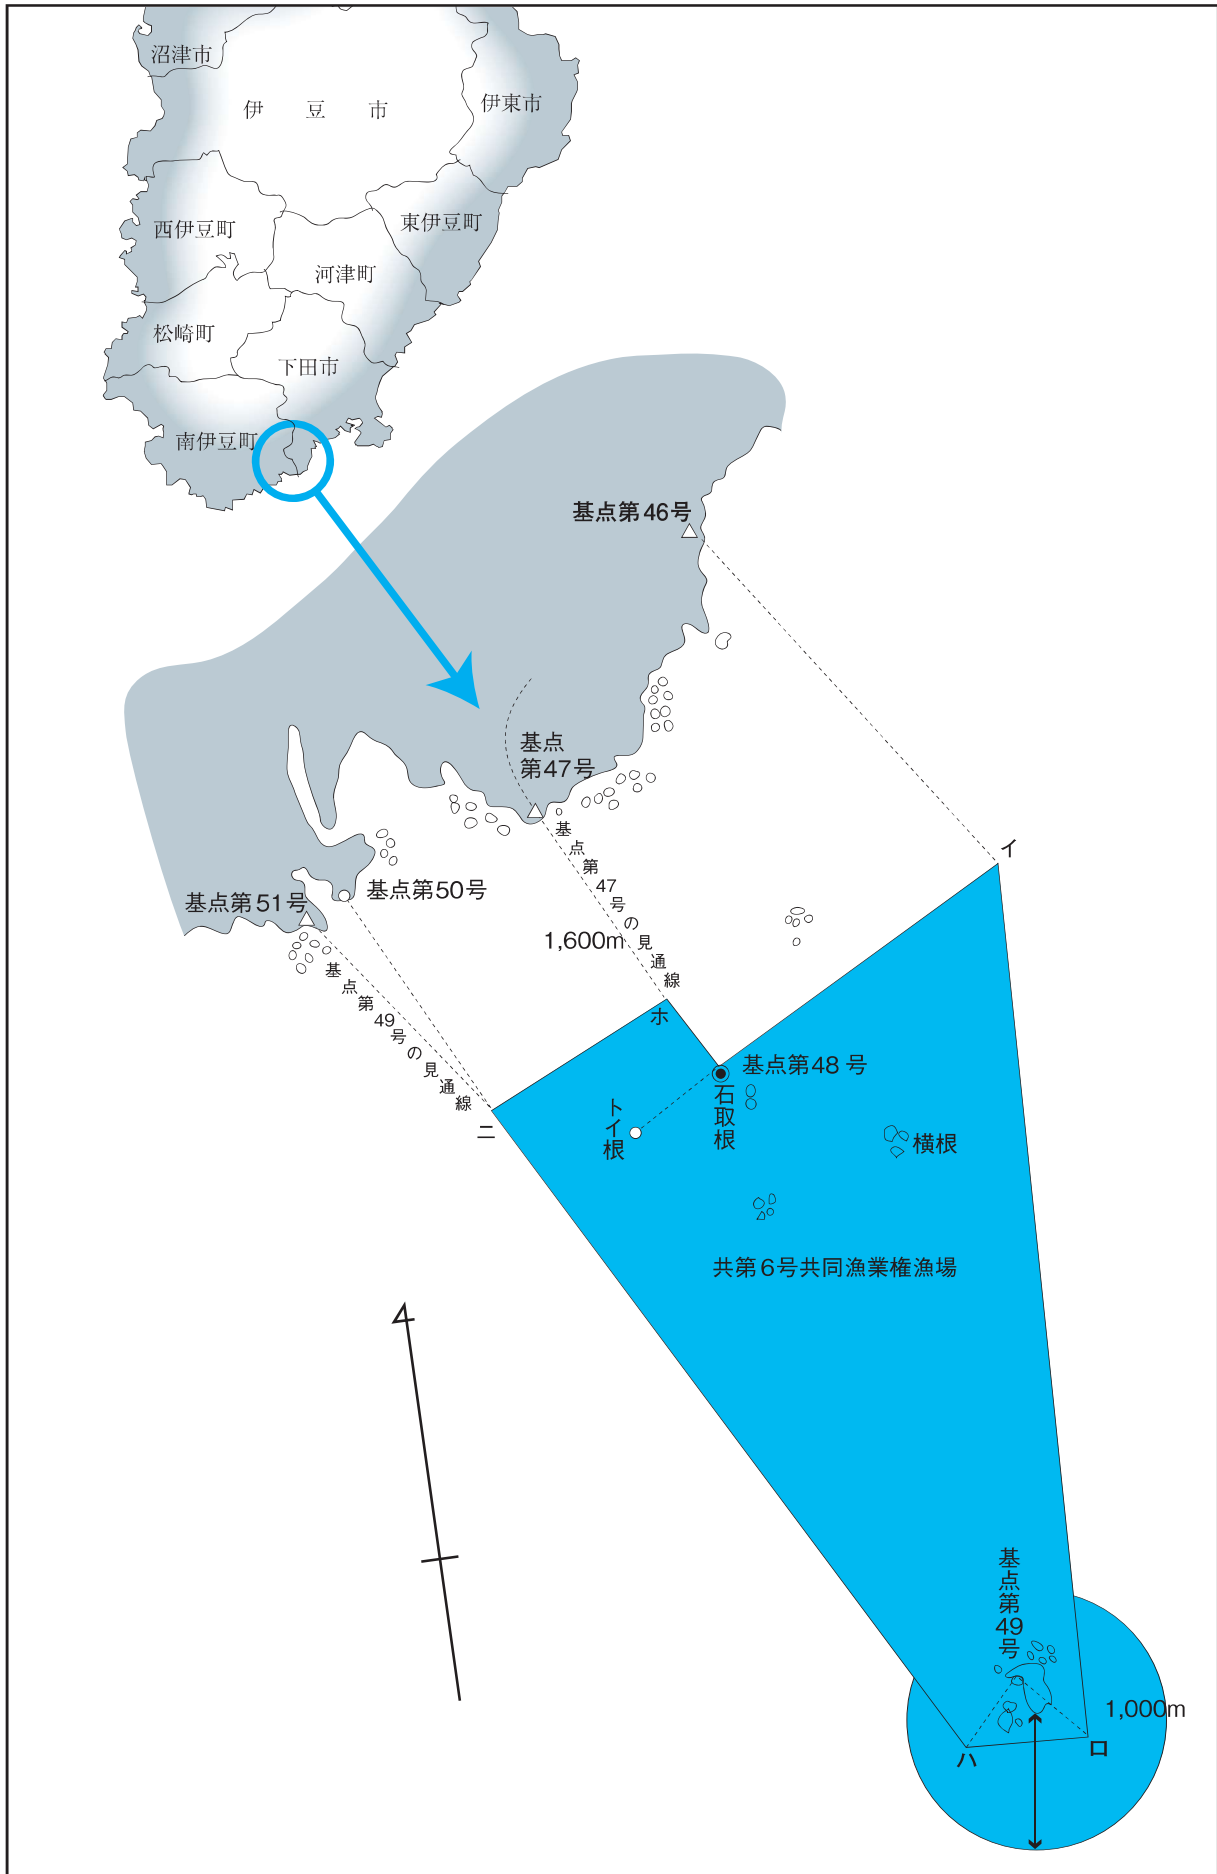 沼津市
伊豆市
伊東市
西伊豆町
東伊豆町
河津町
松崎町
下田市
南伊豆町
基点第46号
基点
第47号
基点第47号の見通線
1,600m
イ
基点第50号
基点第51号
基点第49号の見通線
ホ
ニ
基点第48号
石取根
トイ根
横根
共第6号共同漁業権漁場
基点第49号
1,000m
ハ
ロ